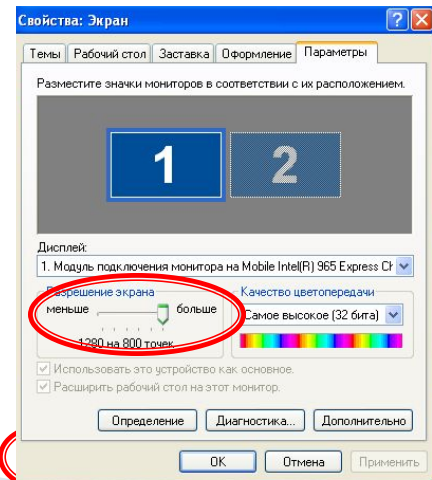 Свойства: Экран
Темы Рабочий стол Заставка Оформление Параметры
Разместите значки мониторов в соответствии с их расположением.
1 2
Дисплей:
1. Модуль подключения монитора на Mobile Intel(R) 965 Express Ch
Разрешение экрана Качество цветопередачи
меньше больше Самое высокое (32 бита)
1280 на 800 точек
Использовать это устройство как основное.
Расширить рабочий стол на этот монитор.
Определение Диагностика... Дополнительно
OK Отмена Применить